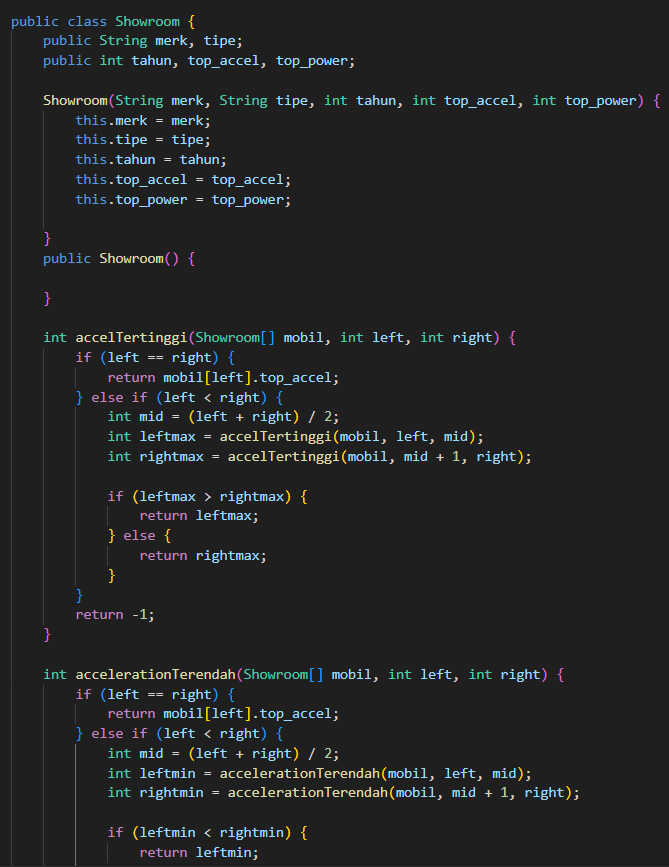 public class Showroom {
    public String merk, tipe;
    public int tahun, top_accel, top_power;

    Showroom(String merk, String tipe, int tahun, int top_accel, int top_power) {
        this.merk = merk;
        this.tipe = tipe;
        this.tahun = tahun;
        this.top_accel = top_accel;
        this.top_power = top_power;

    }
    public Showroom() {

    }

    int accelTertinggi(Showroom[] mobil, int left, int right) {
        if (left == right) {
            return mobil[left].top_accel;
        } else if (left < right) {
            int mid = (left + right) / 2;
            int leftmax = accelTertinggi(mobil, left, mid);
            int rightmax = accelTertinggi(mobil, mid + 1, right);

            if (leftmax > rightmax) {
                return leftmax;
            } else {
                return rightmax;
            }
        }
        return -1;
    }

    int accelerationTerendah(Showroom[] mobil, int left, int right) {
        if (left == right) {
            return mobil[left].top_accel;
        } else if (left < right) {
            int mid = (left + right) / 2;
            int leftmin = accelerationTerendah(mobil, left, mid);
            int rightmin = accelerationTerendah(mobil, mid + 1, right);

            if (leftmin < rightmin) {
                return leftmin;